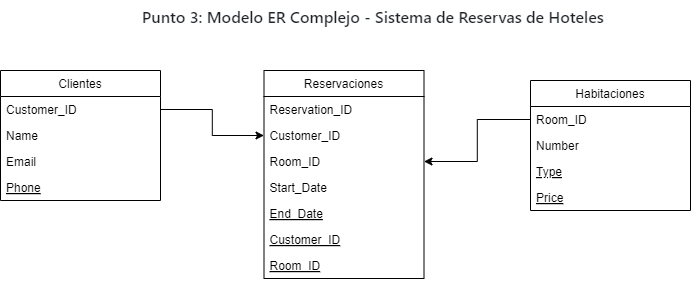 Punto 3: Modelo ER Complejo - Sistema de Reservas de Hoteles
Clientes
Customer_ID
Name
Email
Phone
Reservaciones
Reservation_ID
Customer_ID
Room_ID
Start_Date
End_Date
Customer_ID
Room_ID
Habitaciones
Room_ID
Number
Type
Price